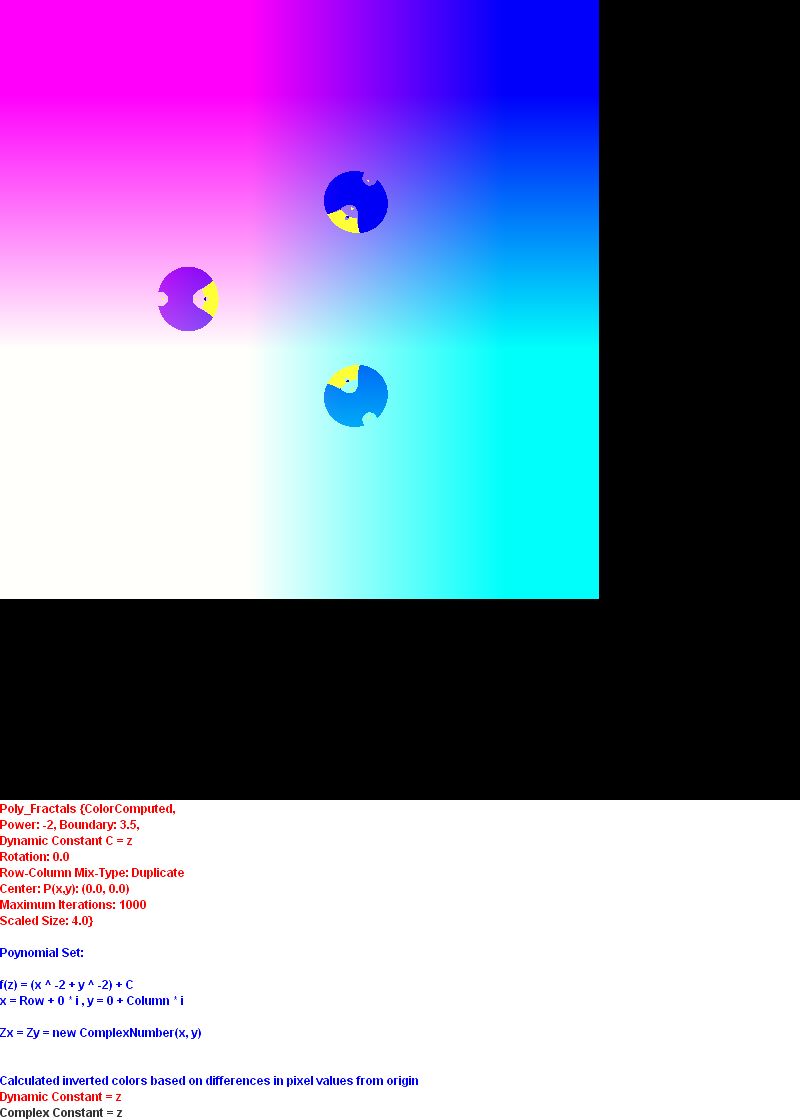 Poly_Fractals {ColorComputed,
Power: -2, Boundary: 3.5,
Dynamic Constant C = z
Rotation: 0.0
Row-Column Mix-Type: Duplicate
Center: P(x,y): (0.0, 0.0)
Maximum Iterations: 1000
Scaled Size: 4.0}
Poynomial Set:
f(z) = (x ^ -2 + y ^ -2) + C
x = Row + 0 * i , y = 0 + Column * i
Zx = Zy = new ComplexNumber(x, y)
Calculated inverted colors based on differences in pixel values from origin
Dynamic Constant = z
Complex Constant = z